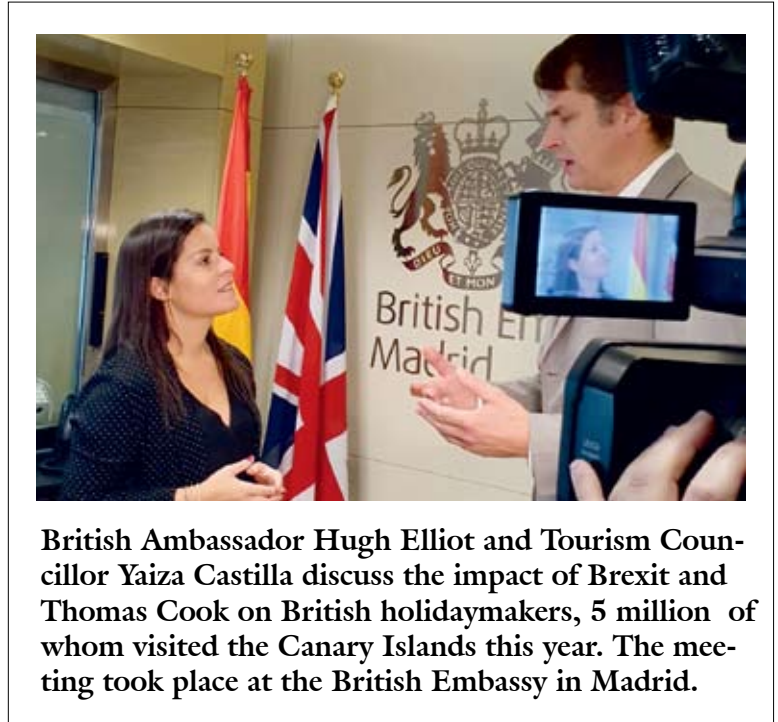 DIEU
ET MON
British Em
Madrid
British Ambassador Hugh Elliot and Tourism Coun-
cillor Yaiza Castilla discuss the impact of Brexit and
Thomas Cook on British holidaymakers, 5 million of
whom visited the Canary Islands this year. The mee-
ting took place at the British Embassy in Madrid.